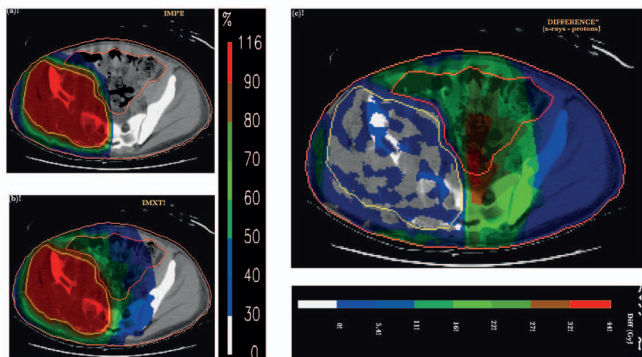 (a)!
IMPT
%
116
90
80
70
60
50
40
30
0
(b)!
IMXT!
(c)!
DIFFERENCE"
(x-rays - protons)
0!
5.4!
11!
16!
22!
27!
32!
44!
Diff (Gy)!